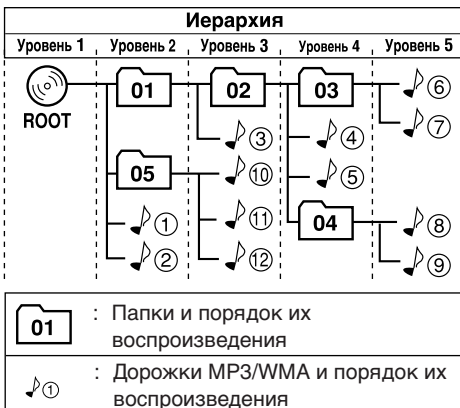 Иерархия
Уровень 1 Уровень 2 Уровень 3 Уровень 4 Уровень 5
01 02 03 ⑥
ROOT ③ ④ ⑦
05 ⑩ ⑤
① ⑪ 04 ⑧
② ⑫ ⑨
01 : Папки и порядок их
воспроизведения
① : Дорожки MP3/WMA и порядок их
воспроизведения